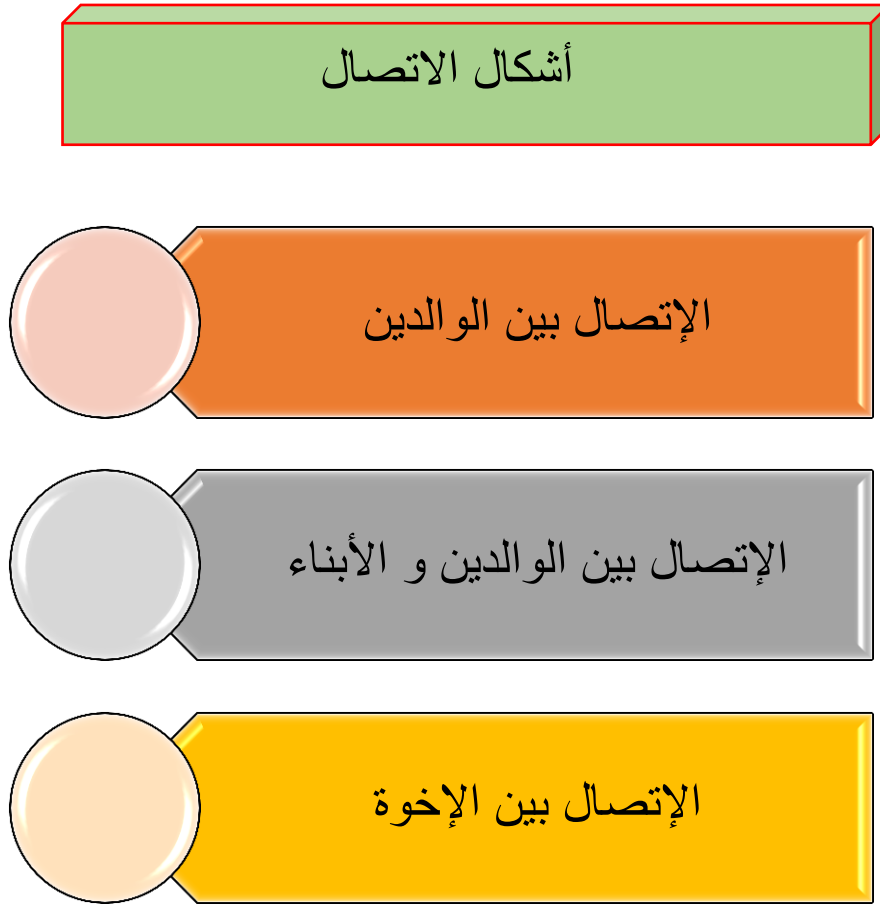 أشكال الاتصال
الإتصال بين الوالدين
الإتصال بين الوالدين و الأبناء
الإتصال بين الإخوة